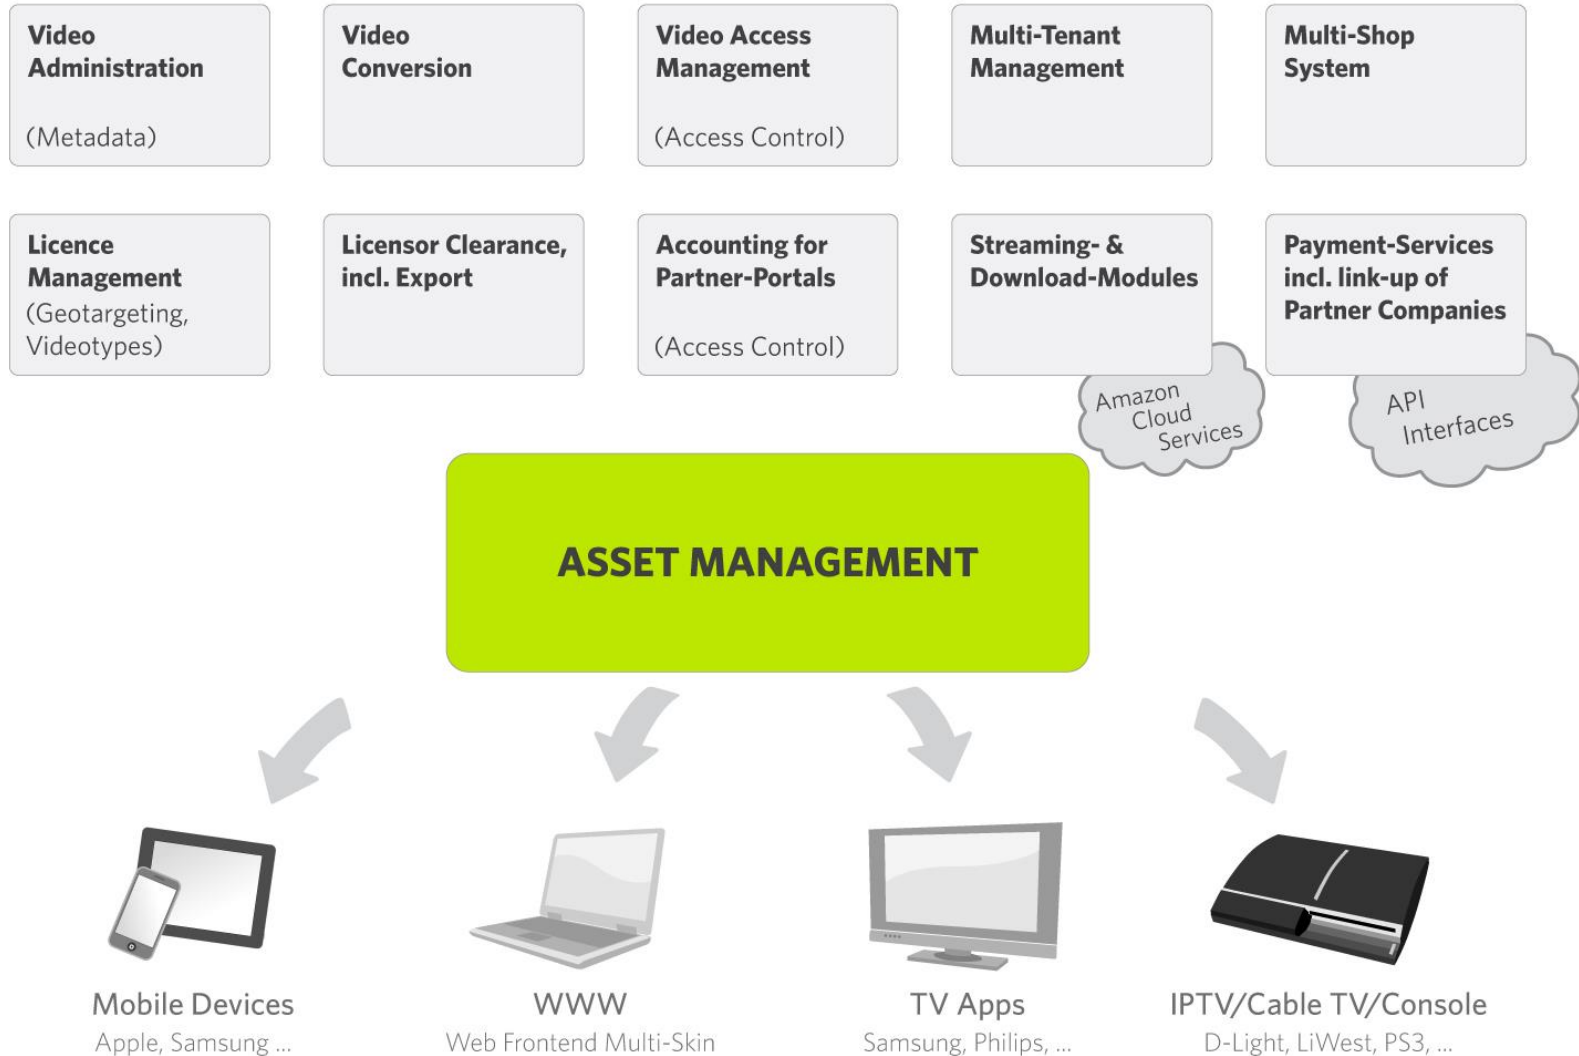 Video
Administration
(Metadata)
Video
Conversion
Video Access
Management
(Access Control)
Multi-Tenant
Management
Multi-Shop
System
Licence
Management
(Geotargeting,
Videotypes)
Licensor Clearance,
incl. Export
Accounting for
Partner-Portals
(Access Control)
Streaming- &
Download-Modules
Payment-Services
incl. link-up of
Partner Companies
Amazon
Cloud
Services
API
Interfaces
ASSET MANAGEMENT
Mobile Devices
Apple, Samsung ...
WWW
Web Frontend Multi-Skin
TV Apps
Samsung, Philips, ...
IPTV/Cable TV/Console
D-Light, LiWest, PS3, ...